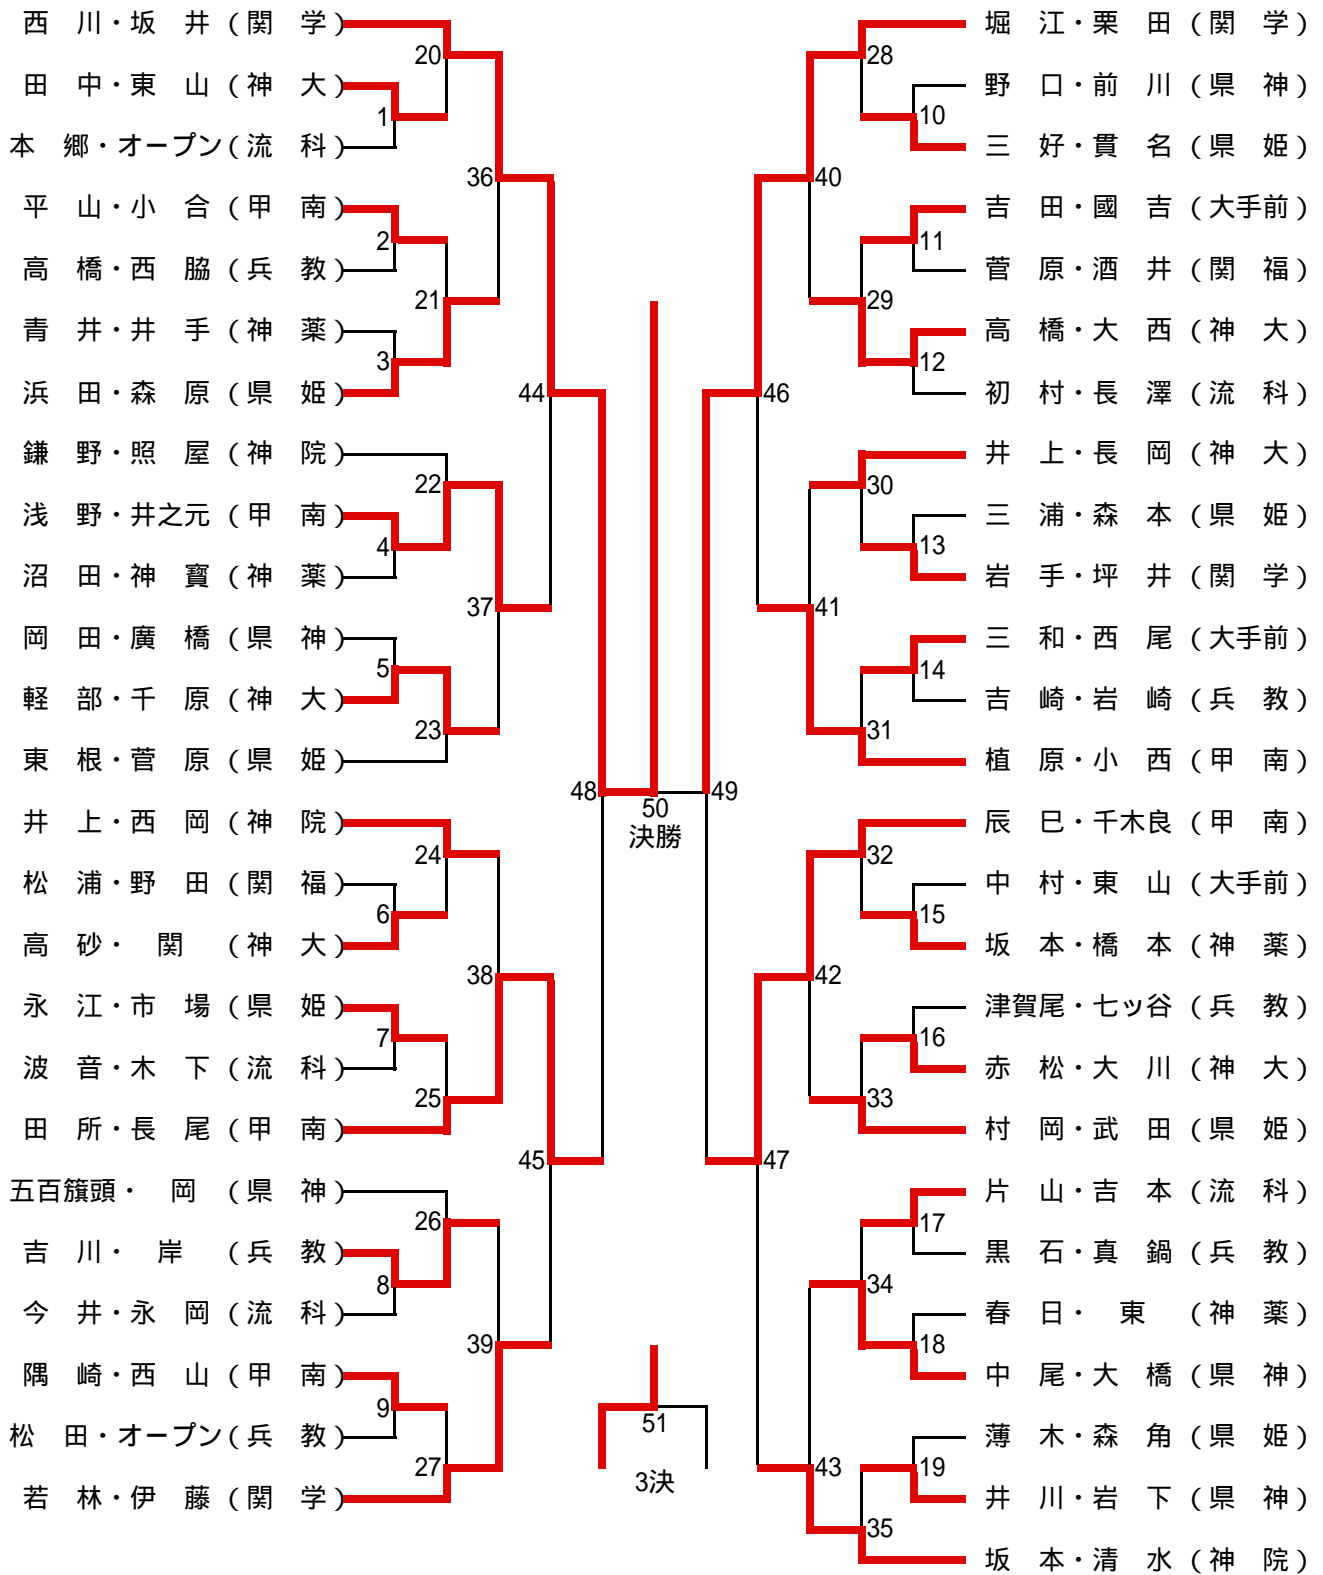 西　川・坂　井（関　学）
20
田　中・東　山（神　大）
1
本　郷・オープン（流　科）
36
平　山・小　合（甲　南）
2
高　橋・西　脇（兵　教）
21
青　井・井　手（神　薬）
3
浜　田・森　原（県　姫）
44
鎌　野・照　屋（神　院）
22
浅　野・井之元（甲　南）
4
沼　田・神　寳（神　薬）
37
岡　田・廣　橋（県　神）
5
軽　部・千　原（神　大）
23
東　根・菅　原（県　姫）
48
井　上・西　岡（神　院）
24
松　浦・野　田（関　福）
6
高　砂・　関　（神　大）
38
永　江・市　場（県　姫）
7
波　音・木　下（流　科）
25
田　所・長　尾（甲　南）
45
五百籏頭・　岡　（県　神）
26
吉　川・　岸　（兵　教）
8
今　井・永　岡（流　科）
39
隅　崎・西　山（甲　南）
9
松　田・オープン（兵　教）
27
若　林・伊　藤（関　学）
50
決勝
51
3決
堀　江・栗　田（関　学）
28
野　口・前　川（県　神）
10
三　好・貫　名（県　姫）
40
吉　田・國　吉（大手前）
11
菅　原・酒　井（関　福）
29
高　橋・大　西（神　大）
12
初　村・長　澤（流　科）
46
井　上・長　岡（神　大）
30
三　浦・森　本（県　姫）
13
岩　手・坪　井（関　学）
41
三　和・西　尾（大手前）
14
吉　崎・岩　崎（兵　教）
31
植　原・小　西（甲　南）
49
辰　巳・千木良（甲　南）
32
中　村・東　山（大手前）
15
坂　本・橋　本（神　薬）
42
津賀尾・七ッ谷（兵　教）
16
赤　松・大　川（神　大）
33
村　岡・武　田（県　姫）
47
片　山・吉　本（流　科）
17
黒　石・真　鍋（兵　教）
34
春　日・　東　（神　薬）
18
中　尾・大　橋（県　神）
43
薄　木・森　角（県　姫）
19
井　川・岩　下（県　神）
35
坂　本・清　水（神　院）